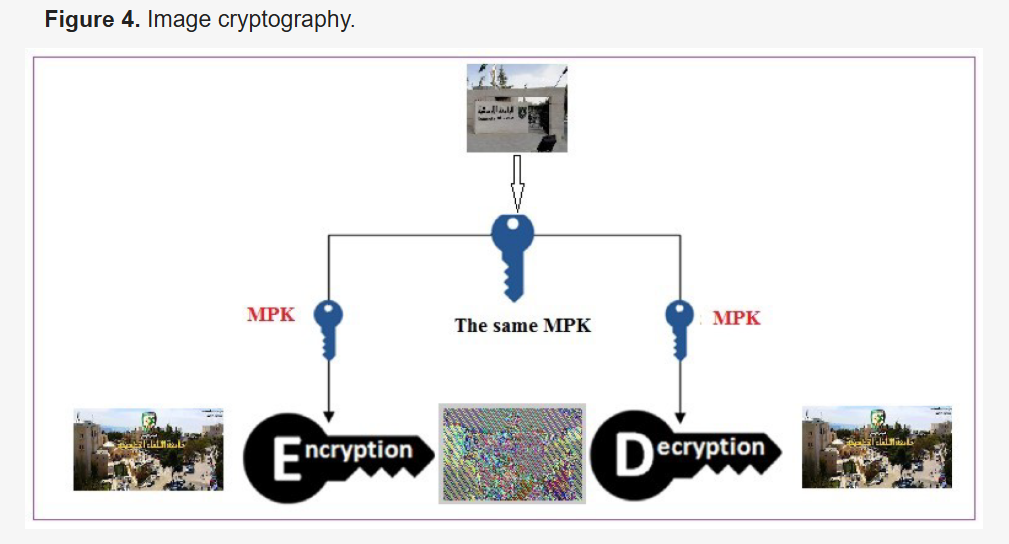 Figure 4. Image cryptography.
MPK
The same MPK
: MPK
Encryption
Decryption